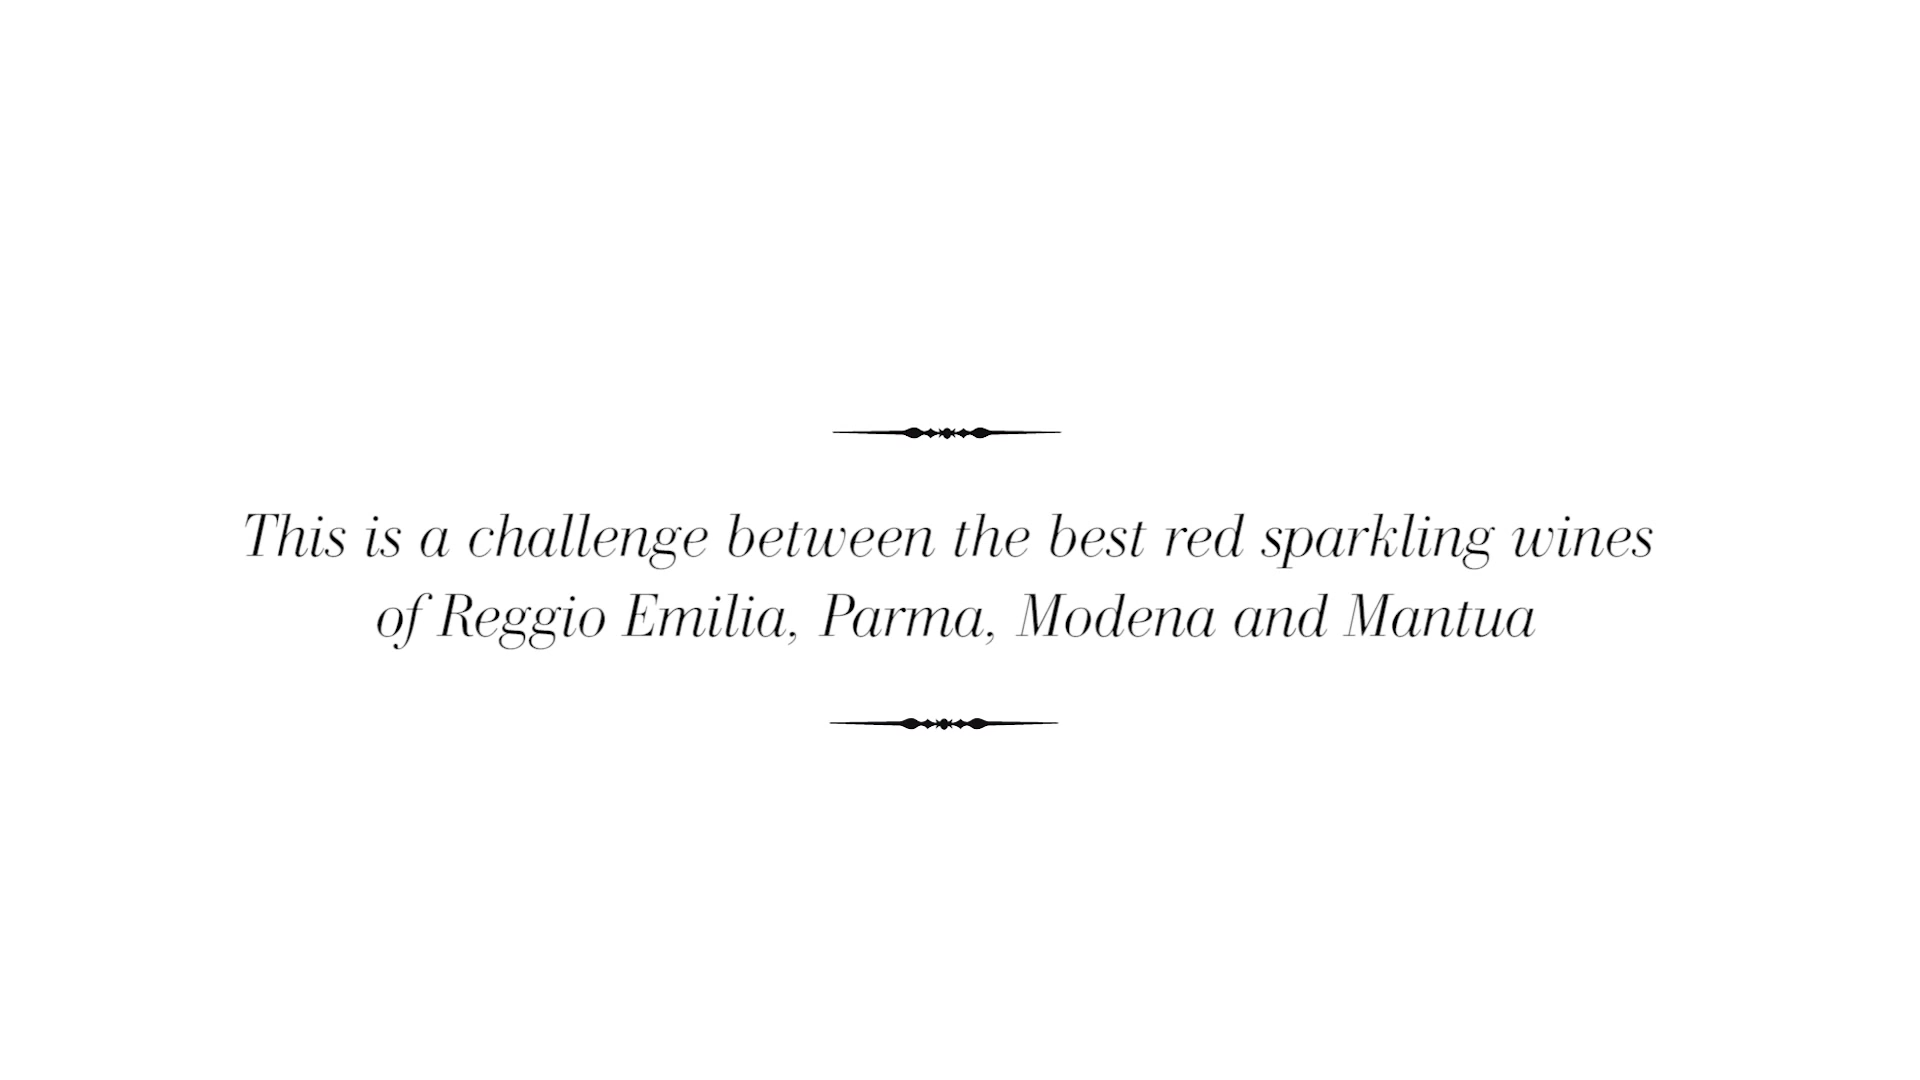 This is a challenge between the best red sparkling wines
of Reggio Emilia, Parma, Modena and Mantua